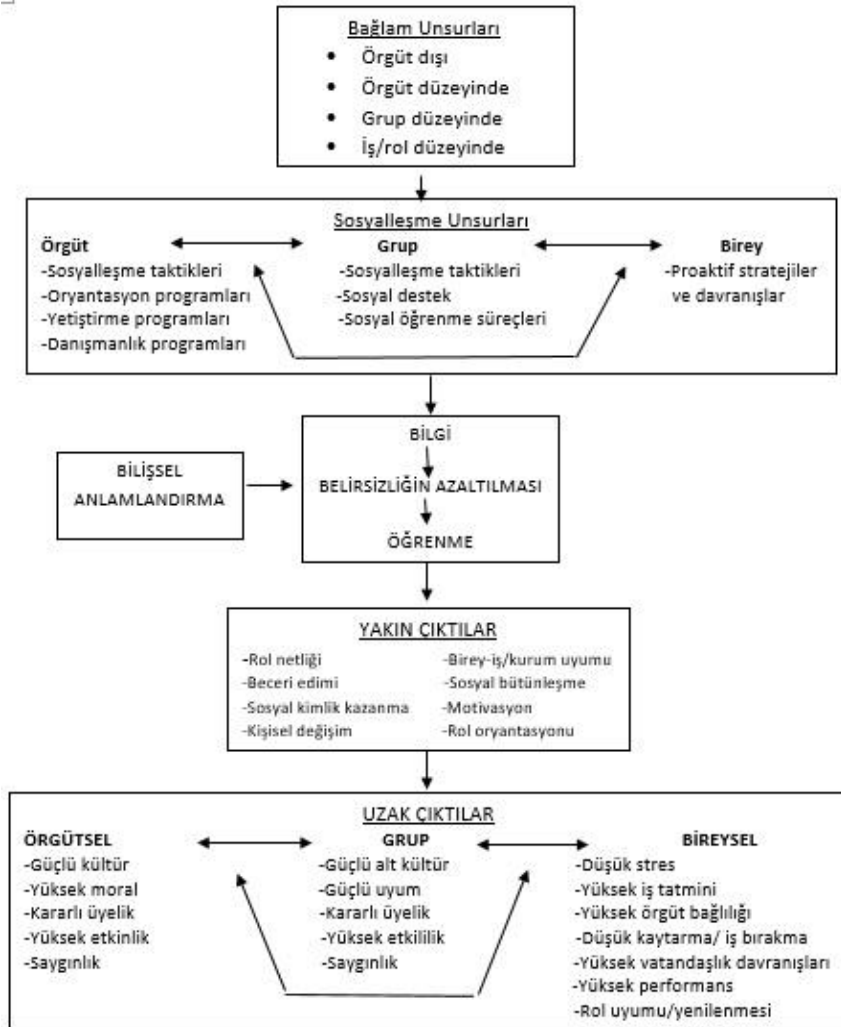 Bağlam Unsurları
• Örgüt dışı
• Örgüt düzeyinde
• Grup düzeyinde
• İş/rol düzeyinde
Sosyalleşme Unsurları
Örgüt
-Sosyalleşme taktikleri
-Oryantasyon programları
-Yetiştirme programları
-Danışmanlık programları
Grup
-Sosyalleşme taktikleri
-Sosyal destek
-Sosyal öğrenme süreçleri
Birey
-Proaktif stratejiler
ve davranışlar
BİLİŞSEL
ANLAMLANDIRMA
BİLGİ
BELİRSİZLİĞİN AZALTILMASI
ÖĞRENME
YAKIN ÇIKTILAR
-Rol netliği
-Beceri edimi
-Sosyal kimlik kazanma
-Kişisel değişim
-Birey-iş/kurum uyumu
-Sosyal bütünleşme
-Motivasyon
-Rol oryantasyonu
UZAK ÇIKTILAR
ÖRGÜTSEL
-Güçlü kültür
-Yüksek moral
-Kararlı üyelik
-Yüksek etkinlik
-Saygınlık
GRUP
-Güçlü alt kültür
-Güçlü uyum
-Kararlı üyelik
-Yüksek etkililik
-Saygınlık
BİREYSEL
-Düşük stres
-Yüksek iş tatmini
-Yüksek örgüt bağlılığı
-Düşük kaytarma/ iş bırakma
-Yüksek vatandaşlık davranışları
-Yüksek performans
-Rol uyumu/yenilenmesi